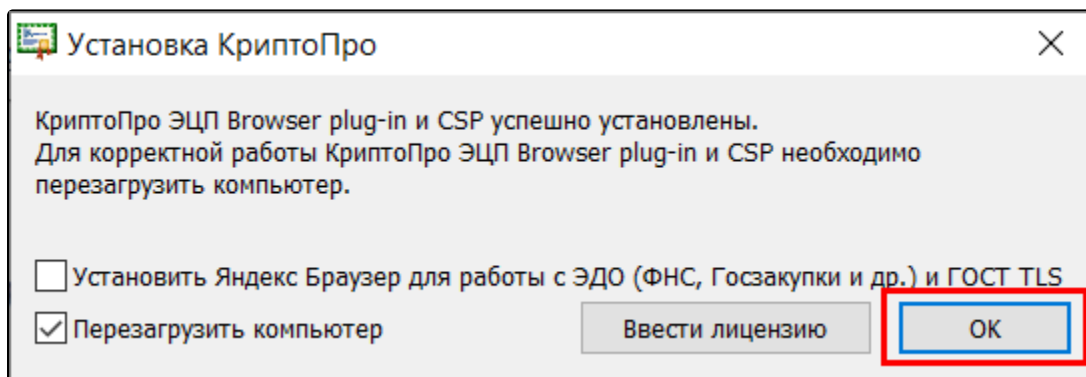 Установка КриптоПро
КриптоПро ЭЦП Browser plug-in и CSP успешно установлены.
Для корректной работы КриптоПро ЭЦП Browser plug-in и CSP необходимо
перезагрузить компьютер.
Установить Яндекс Браузер для работы с ЭДО (ФНС, Госзакупки и др.) и ГОСТ TLS
Перезагрузить компьютер Ввести лицензию ОК